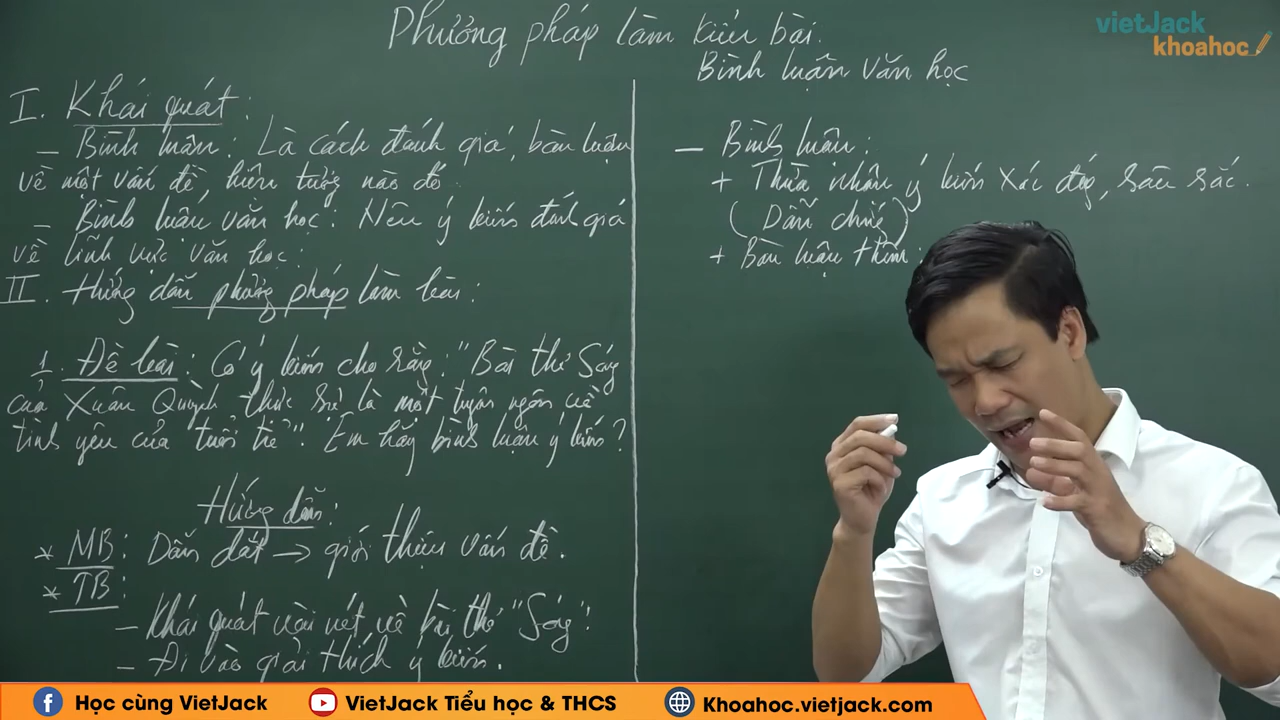 Phương pháp làm kiểu bài.
Bình luận văn học
vietJack
khoahoc
I. Khái quát:
– Bình luận: Là cách đánh giá, bàn luận
về một vấn đề, hiện tượng nào đó.
– Bình luận văn học: Nêu ý kiến đánh giá
về lĩnh vực văn học.
II. Hướng dẫn phương pháp làm bài:
1. Đề bài: Có ý kiến cho rằng: "Bài thơ Sóng
của Xuân Quỳnh thực sự là một tuyên ngôn về
tình yêu của tuổi trẻ". Em hãy bình luận ý kiến?
Hướng dẫn:
* MB: Dẫn dắt → giới thiệu vấn đề.
* TB:
– Khái quát vài nét về bài thơ "Sóng".
– Đi vào giải thích ý kiến.
– Bình luận:
+ Thừa nhận ý kiến xác đáng, sâu sắc.
(Dẫn chứng)
+ Bàn luận thêm:
Học cùng VietJack
VietJack Tiểu học & THCS
Khoahoc.vietjack.com